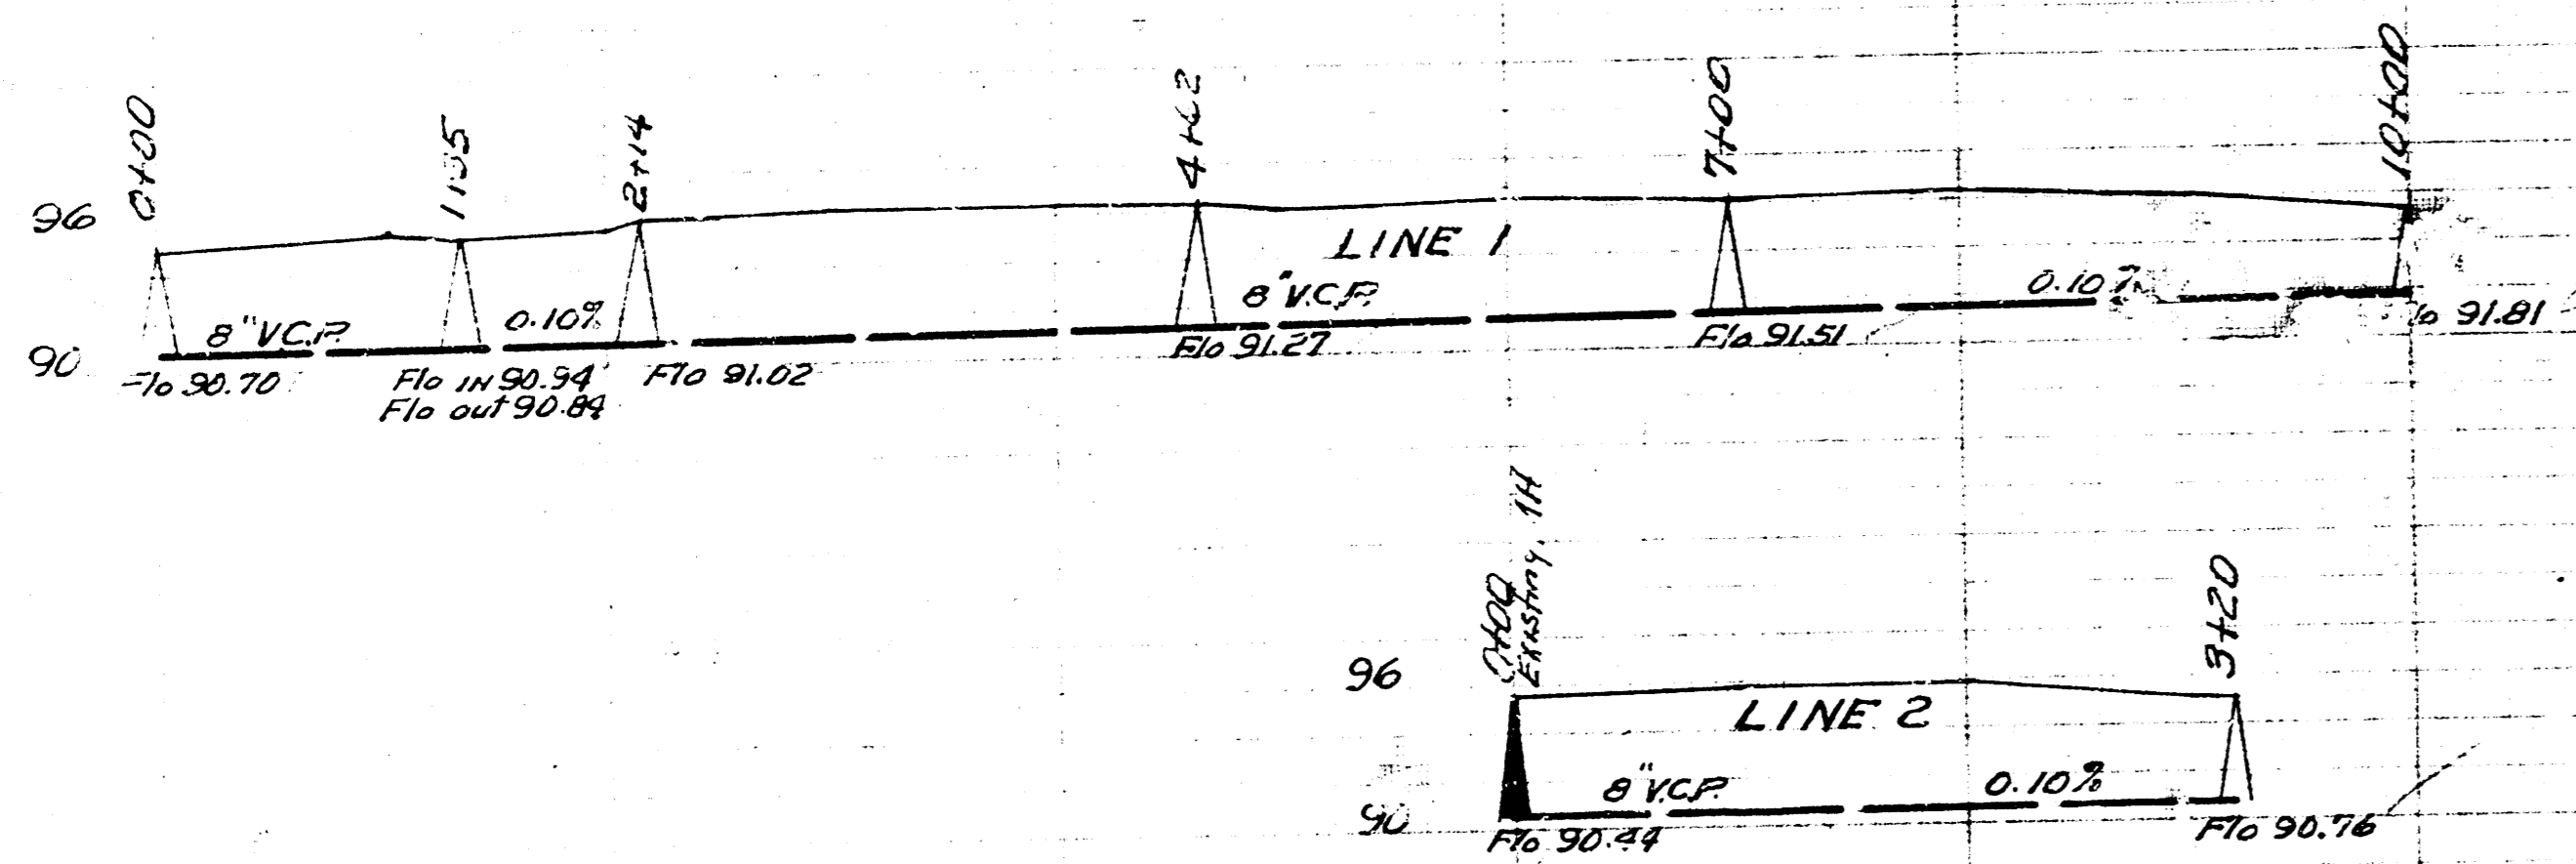 0+00
1+35
2+14
4+62
7+00
10+00
96
LINE 1
8" V.C.P.
0.10%
8" V.C.P.
0.10%
90
Flo 90.70
Flo IN 90.94
Flo out 90.84
Flo 91.02
Flo 91.27
Flo 91.51
91.81
0+00
Existing
3+20
96
LINE 2
8" V.C.P.
0.10%
90
Flo 90.44
Flo 90.76